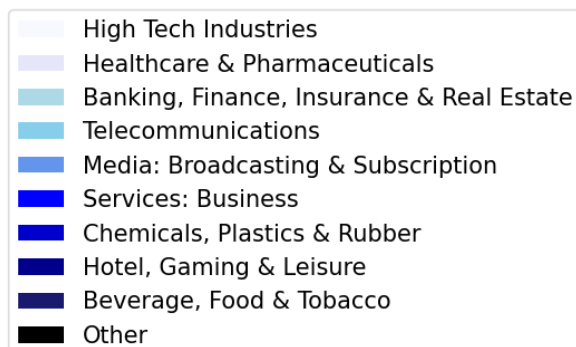 High Tech Industries
Healthcare & Pharmaceuticals
Banking, Finance, Insurance & Real Estate
Telecommunications
Media: Broadcasting & Subscription
Services: Business
Chemicals, Plastics & Rubber
Hotel, Gaming & Leisure
Beverage, Food & Tobacco
Other